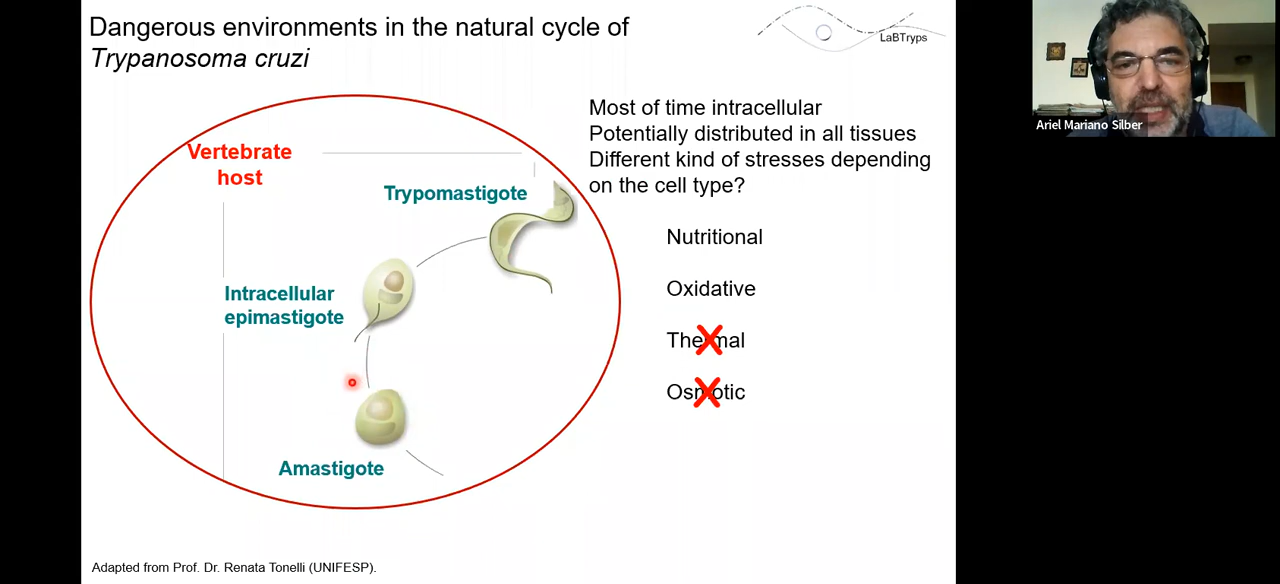 Dangerous environments in the natural cycle of
Trypanosoma cruzi
LaBTryps
Ariel Mariano Silber
Most of time intracellular
Potentially distributed in all tissues
Different kind of stresses depending
on the cell type?
Vertebrate
host
Trypomastigote
Intracellular
epimastigote
Amastigote
Nutritional
Oxidative
Thermal
Osmotic
Adapted from Prof. Dr. Renata Tonelli (UNIFESP).